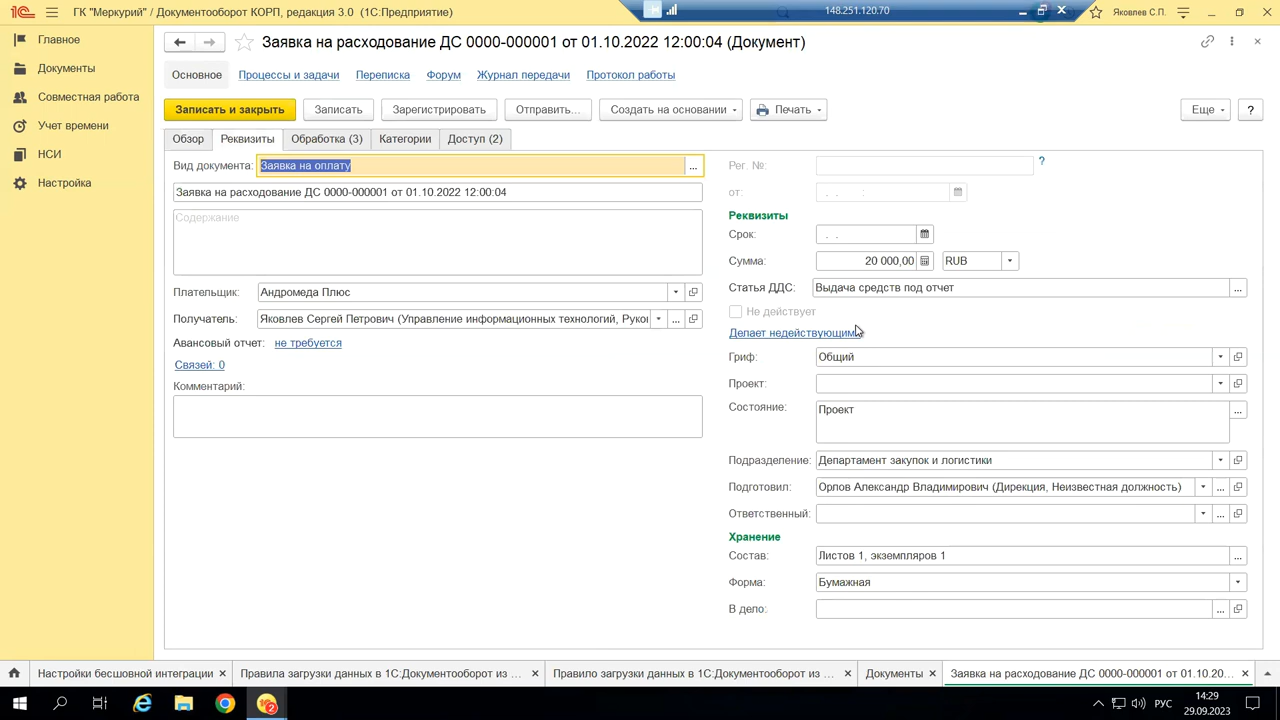 ГК "Меркурий" / Документооборот КОРП, редакция 3.0 (1С:Предприятие)
148.251.120.70
Яковлев С.П.
Главное
Документы
Совместная работа
Учет времени
НСИ
Настройка
Заявка на расходование ДС 0000-000001 от 01.10.2022 12:00:04 (Документ)
Основное Процессы и задачи Переписка Форум Журнал передачи Протокол работы
Записать и закрыть Записать Зарегистрировать Отправить... Создать на основании Печать Еще ?
Обзор Реквизиты Обработка (3) Категории Доступ (2)
Вид документа: Заявка на оплату ...
Заявка на расходование ДС 0000-000001 от 01.10.2022 12:00:04
Содержание
Плательщик: Андромеда Плюс
Получатель: Яковлев Сергей Петрович (Управление информационных технологий, Руко ...
Авансовый отчет: не требуется
Связей: 0
Комментарий:
Рег. №: ?
от: . . :
Реквизиты
Срок: . .
Сумма: 20 000,00 RUB
Статья ДДС: Выдача средств под отчет ...
Не действует
Делает недействующим
Гриф: Общий
Проект:
Состояние: Проект ...
Подразделение: Департамент закупок и логистики
Подготовил: Орлов Александр Владимирович (Дирекция, Неизвестная должность) ...
Ответственный: ...
Хранение
Состав: Листов 1, экземпляров 1 ...
Форма: Бумажная
В дело: ...
Настройки бесшовной интеграции × Правила загрузки данных в 1С:Документооборот из ... × Правило загрузки данных в 1С:Документооборот из ... × Документы × Заявка на расходование ДС 0000-000001 от 01.10.20... ×
2
РУС
14:29
29.09.2023